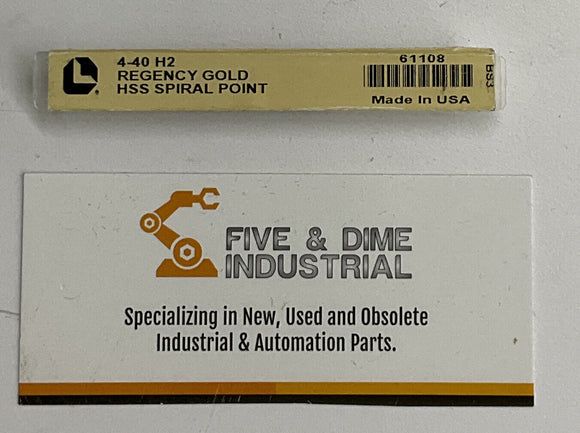 4-40 H2
REGENCY GOLD
HSS SPIRAL POINT
61108
Made In USA
BS3
FIVE & DIME
INDUSTRIAL
Specializing in New, Used and Obsolete
Industrial & Automation Parts.